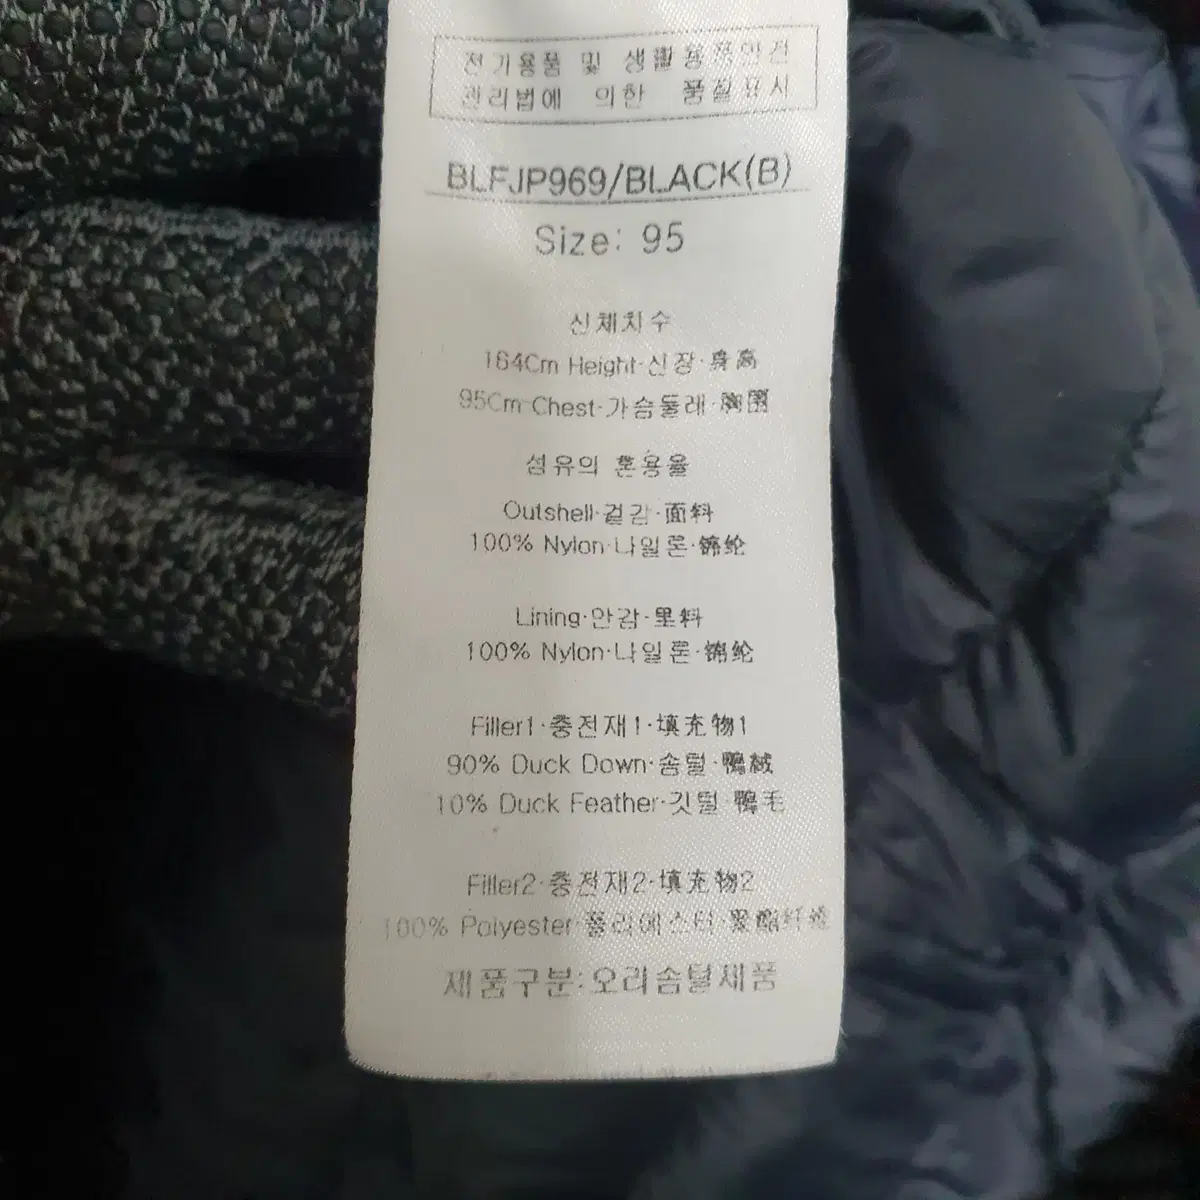 전기용품 및 생활용품안전
관리법에 의한 품질표시
BLFJP969/BLACK(B)
Size: 95
신체치수
164Cm Height·신장·身高
95Cm-Chest·가슴둘레·胸围
섬유의 혼용율
Outshell·겉감·面料
100% Nylon·나일론·锦纶
Lining·안감·里料
100% Nylon·나일론·锦纶
Filler1·충전재1·填充物1
90% Duck Down·솜털·鸭绒
10% Duck Feather·깃털·鸭毛
Filler2·충전재2·填充物2
100% Polyester·폴리에스터·聚酯纤维
제품구분:오리솜털제품